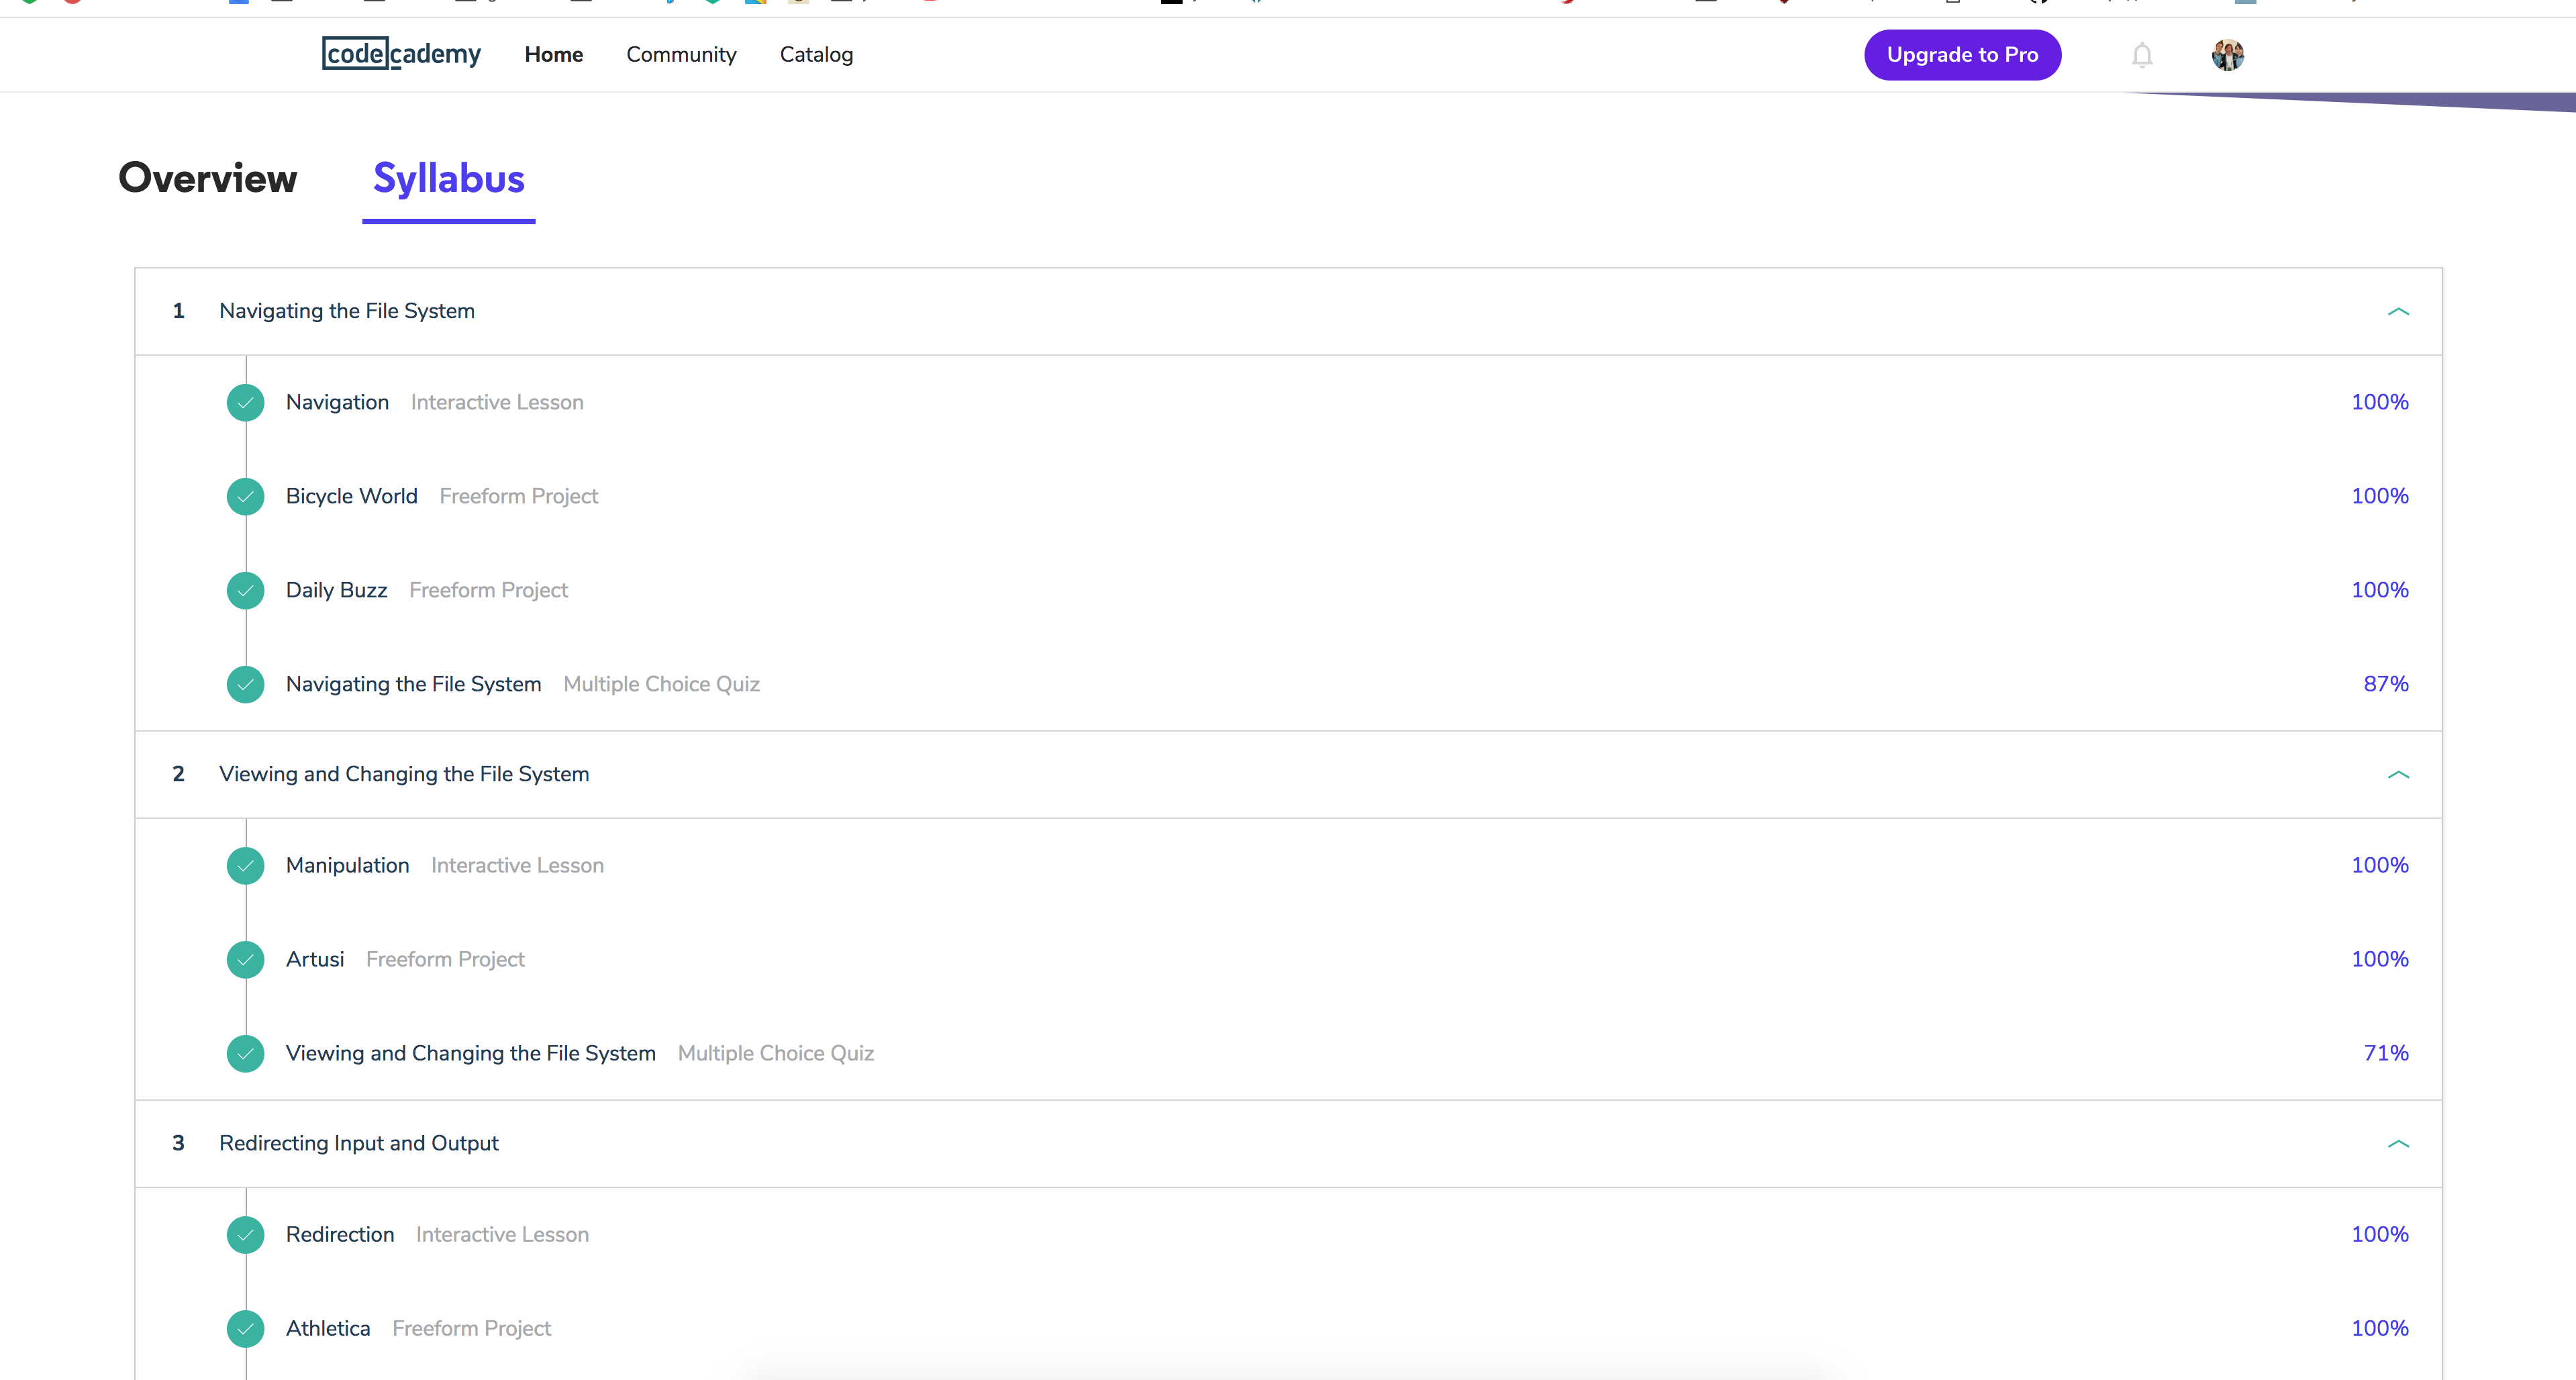 codecademy Home Community Catalog Upgrade to Pro
Overview Syllabus
1 Navigating the File System
Navigation Interactive Lesson 100%
Bicycle World Freeform Project 100%
Daily Buzz Freeform Project 100%
Navigating the File System Multiple Choice Quiz 87%
2 Viewing and Changing the File System
Manipulation Interactive Lesson 100%
Artusi Freeform Project 100%
Viewing and Changing the File System Multiple Choice Quiz 71%
3 Redirecting Input and Output
Redirection Interactive Lesson 100%
Athletica Freeform Project 100%